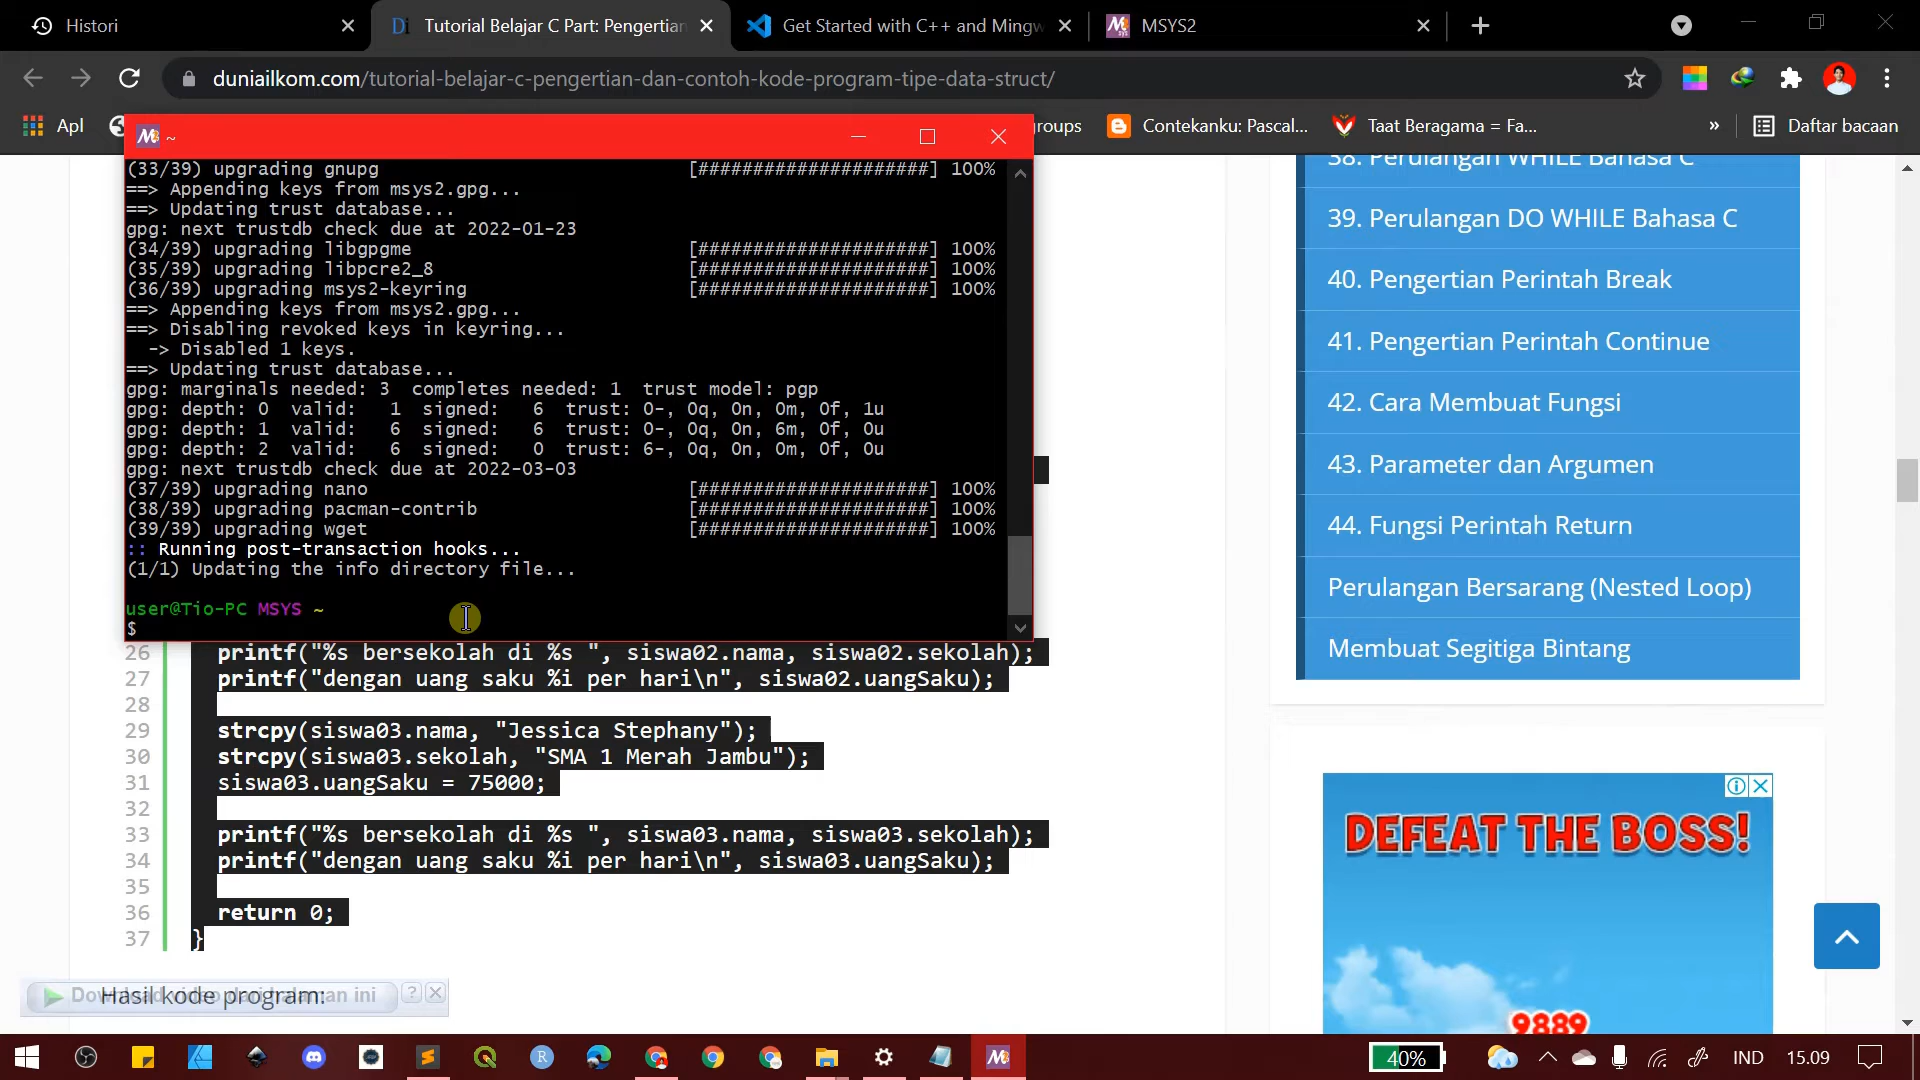 Histori
Di Tutorial Belajar C Part: Pengertian
Get Started with C++ and Mingw
MSYS2
duniailkom.com/tutorial-belajar-c-pengertian-dan-contoh-kode-program-tipe-data-struct/
Apl
groups
Contekanku: Pascal...
Taat Beragama = Fa...
»
Daftar bacaan
~
(33/39) upgrading gnupg [#####################] 100%
==> Appending keys from msys2.gpg...
==> Updating trust database...
gpg: next trustdb check due at 2022-01-23
(34/39) upgrading libgpgme [#####################] 100%
(35/39) upgrading libpcre2_8 [#####################] 100%
(36/39) upgrading msys2-keyring [#####################] 100%
==> Appending keys from msys2.gpg...
==> Disabling revoked keys in keyring...
-> Disabled 1 keys.
==> Updating trust database...
gpg: marginals needed: 3 completes needed: 1 trust model: pgp
gpg: depth: 0 valid: 1 signed: 6 trust: 0-, 0q, 0n, 0m, 0f, 1u
gpg: depth: 1 valid: 6 signed: 6 trust: 0-, 0q, 0n, 6m, 0f, 0u
gpg: depth: 2 valid: 6 signed: 0 trust: 6-, 0q, 0n, 0m, 0f, 0u
gpg: next trustdb check due at 2022-03-03
(37/39) upgrading nano [#####################] 100%
(38/39) upgrading pacman-contrib [#####################] 100%
(39/39) upgrading wget [#####################] 100%
:: Running post-transaction hooks...
(1/1) Updating the info directory file...
user@Tio-PC MSYS ~
$
26 printf("%s bersekolah di %s ", siswa02.nama, siswa02.sekolah);
27 printf("dengan uang saku %i per hari\n", siswa02.uangSaku);
28
29 strcpy(siswa03.nama, "Jessica Stephany");
30 strcpy(siswa03.sekolah, "SMA 1 Merah Jambu");
31 siswa03.uangSaku = 75000;
32
33 printf("%s bersekolah di %s ", siswa03.nama, siswa03.sekolah);
34 printf("dengan uang saku %i per hari\n", siswa03.uangSaku);
35
36 return 0;
37 }
Hasil kode program:
38. Perulangan WHILE Bahasa C
39. Perulangan DO WHILE Bahasa C
40. Pengertian Perintah Break
41. Pengertian Perintah Continue
42. Cara Membuat Fungsi
43. Parameter dan Argumen
44. Fungsi Perintah Return
Perulangan Bersarang (Nested Loop)
Membuat Segitiga Bintang
DEFEAT THE BOSS!
9889
40%
IND
15.09